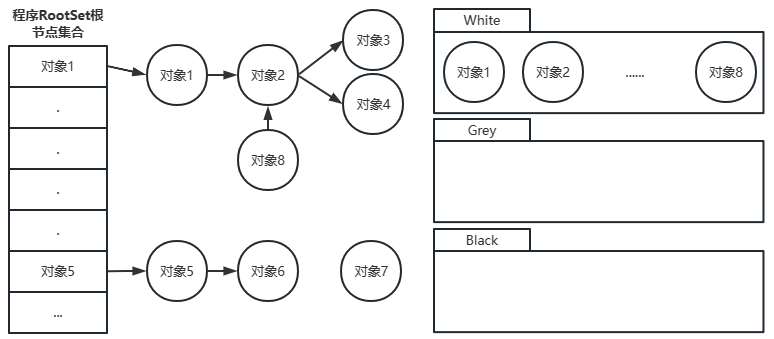 程序RootSet根
节点集合
对象1
.
.
.
.
对象5
...
对象1
对象2
对象3
对象4
对象8
对象5
对象6
对象7
White
对象1
对象2
......
对象8
Grey
Black